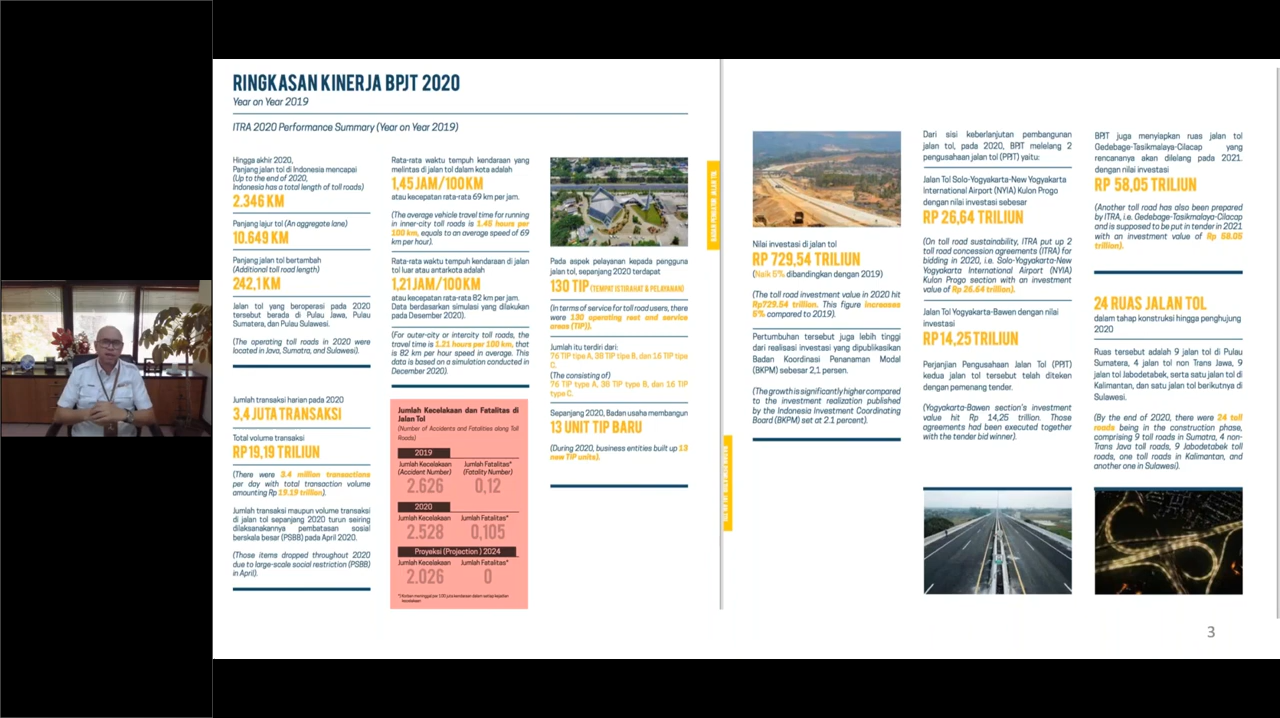 RINGKASAN KINERJA BPJT 2020
Year on Year 2019
ITRA 2020 Performance Summary (Year on Year 2019)
Hingga akhir 2020,
Panjang jalan tol di Indonesia mencapai
(Up to the end of 2020,
Indonesia has a total length of toll roads)
2.346 KM
Panjang lajur tol (An aggregate lane)
10.649 KM
Panjang jalan tol bertambah
(Additional toll road length)
242,1 KM
Jalan tol yang beroperasi pada 2020
tersebut berada di Pulau Jawa, Pulau
Sumatera, dan Pulau Sulawesi.
(The operating toll roads in 2020 were
located in Java, Sumatra, and Sulawesi).
Jumlah transaksi harian pada 2020
3,4 JUTA TRANSAKSI
Total volume transaksi
RP 19,19 TRILIUN
(There were 3.4 million transactions
per day with total transaction volume
amounting Rp 19.19 trillion).
Jumlah transaksi maupun volume transaksi
di jalan tol sepanjang 2020 turun seiring
dilaksanakannya pembatasan sosial
berskala besar (PSBB) pada April 2020.
(Those items dropped throughout 2020
due to large-scale social restriction (PSBB)
in April).
Rata-rata waktu tempuh kendaraan yang
melintas di jalan tol dalam kota adalah
1,45 JAM/100 KM
atau kecepatan rata-rata 69 km per jam.
(The average vehicle travel time for running
in inner-city toll roads is 1.45 hours per
100 km, equals to an average speed of 69
km per hour).
Rata-rata waktu tempuh kendaraan di jalan
tol luar atau antarkota adalah
1,21 JAM/100 KM
atau kecepatan rata-rata 82 km per jam.
Data berdasarkan simulasi yang dilakukan
pada Desember 2020).
(For outer-city or intercity toll roads, the
travel time is 1.21 hours per 100 km, that
is 82 km per hour speed in average. This
data is based on a simulation conducted in
December 2020).
Jumlah Kecelakaan dan Fatalitas di
Jalan Tol
(Number of Accidents and Fatalities along Toll
Roads)
2019
Jumlah Kecelakaan Jumlah Fatalitas*
(Accident Number) (Fatality Number)
2.626 0,12
2020
Jumlah Kecelakaan Jumlah Fatalitas*
2.528 0,105
Proyeksi (Projection) 2024
Jumlah Kecelakaan Jumlah Fatalitas*
2.026 0
Pada aspek pelayanan kepada pengguna
jalan tol, sepanjang 2020 terdapat
130 TIP (TEMPAT ISTIRAHAT & PELAYANAN)
(In terms of service for toll road users, there
were 130 operating rest and service
areas (TIP)).
Jumlah itu terdiri dari:
76 TIP tipe A, 38 TIP tipe B, dan 16 TIP tipe
C.
(The consisting of)
76 TIP type A, 38 TIP type B, dan 16 TIP
type C.
Sepanjang 2020, Badan usaha membangun
13 UNIT TIP BARU
(During 2020, business entities built up 13
new TIP units).
Nilai investasi di jalan tol
RP 729,54 TRILIUN
(Naik 5% dibandingkan dengan 2019)
(The toll road investment value in 2020 hit
Rp729.54 trillion. This figure increases
5% compared to 2019).
Pertumbuhan tersebut juga lebih tinggi
dari realisasi investasi yang dipublikasikan
Badan Koordinasi Penanaman Modal
(BKPM) sebesar 2,1 persen.
(The growth is significantly higher compared
to the investment realization published
by the Indonesia Investment Coordinating
Board (BKPM) set at 2.1 percent).
Dari sisi keberlanjutan pembangunan
jalan tol, pada 2020, BPJT melelang 2
pengusahaan jalan tol (PPJT) yaitu:
Jalan Tol Solo-Yogyakarta-New Yogyakarta
International Airport (NYIA) Kulon Progo
dengan nilai investasi sebesar
RP 26,64 TRILIUN
(On toll road sustainability, ITRA put up 2
toll road concession agreements (ITRA) for
bidding in 2020, i.e. Solo-Yogyakarta-New
Yogyakarta International Airport (NYIA)
Kulon Progo section with an investment
value of Rp 26.64 trillion).
Jalan Tol Yogyakarta-Bawen dengan nilai
investasi
RP14,25 TRILIUN
Perjanjian Pengusahaan Jalan Tol (PPJT)
kedua jalan tol tersebut telah diteken
dengan pemenang tender.
(Yogyakarta-Bawen section's investment
value hit Rp 14,25 trillion. Those
agreements had been executed together
with the tender bid winner).
BPJT juga menyiapkan ruas jalan tol
Gedebage-Tasikmalaya-Cilacap yang
rencananya akan dilelang pada 2021.
dengan nilai investasi
RP 58,05 TRILIUN
(Another toll road has also been prepared
by ITRA, i.e. Gedebage-Tasikmalaya-Cilacap
and is supposed to be put in tender in 2021
with an investment value of Rp 58.05
trillion).
24 RUAS JALAN TOL
dalam tahap konstruksi hingga penghujung
2020
Ruas tersebut adalah 9 jalan tol di Pulau
Sumatera, 4 jalan tol non Trans Jawa, 9
jalan tol Jabodetabek, serta satu jalan tol di
Kalimantan, dan satu jalan tol berikutnya di
Sulawesi.
(By the end of 2020, there were 24 toll
roads being in the construction phase,
comprising 9 toll roads in Sumatra, 4 non-
Trans Java toll roads, 9 Jabodetabek toll
roads, one toll roads in Kalimantan, and
another one in Sulawesi).
3